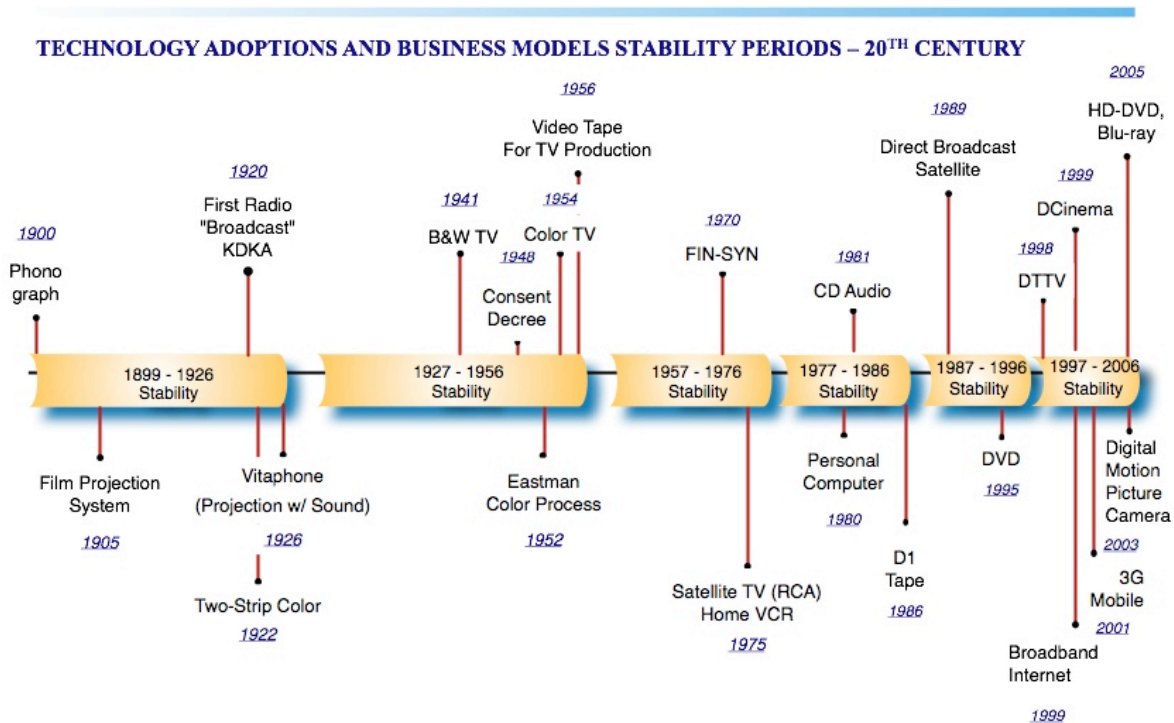 TECHNOLOGY ADOPTIONS AND BUSINESS MODELS STABILITY PERIODS – 20TH CENTURY
1900
Phono
graph
1920
First Radio
"Broadcast"
KDKA
1941
B&W TV
1948
Consent
Decree
1954
Color TV
1956
Video Tape
For TV Production
1970
FIN-SYN
1981
CD Audio
1989
Direct Broadcast
Satellite
1998
DTTV
1999
DCinema
2005
HD-DVD,
Blu-ray
1899 - 1926
Stability
1927 - 1956
Stability
1957 - 1976
Stability
1977 - 1986
Stability
1987 - 1996
Stability
1997 - 2006
Stability
Film Projection
System
1905
Vitaphone
(Projection w/ Sound)
1926
Two-Strip Color
1922
Eastman
Color Process
1952
Satellite TV (RCA)
Home VCR
1975
Personal
Computer
1980
D1
Tape
1986
DVD
1995
Digital
Motion
Picture
Camera
2003
3G
Mobile
2001
Broadband
Internet
1999